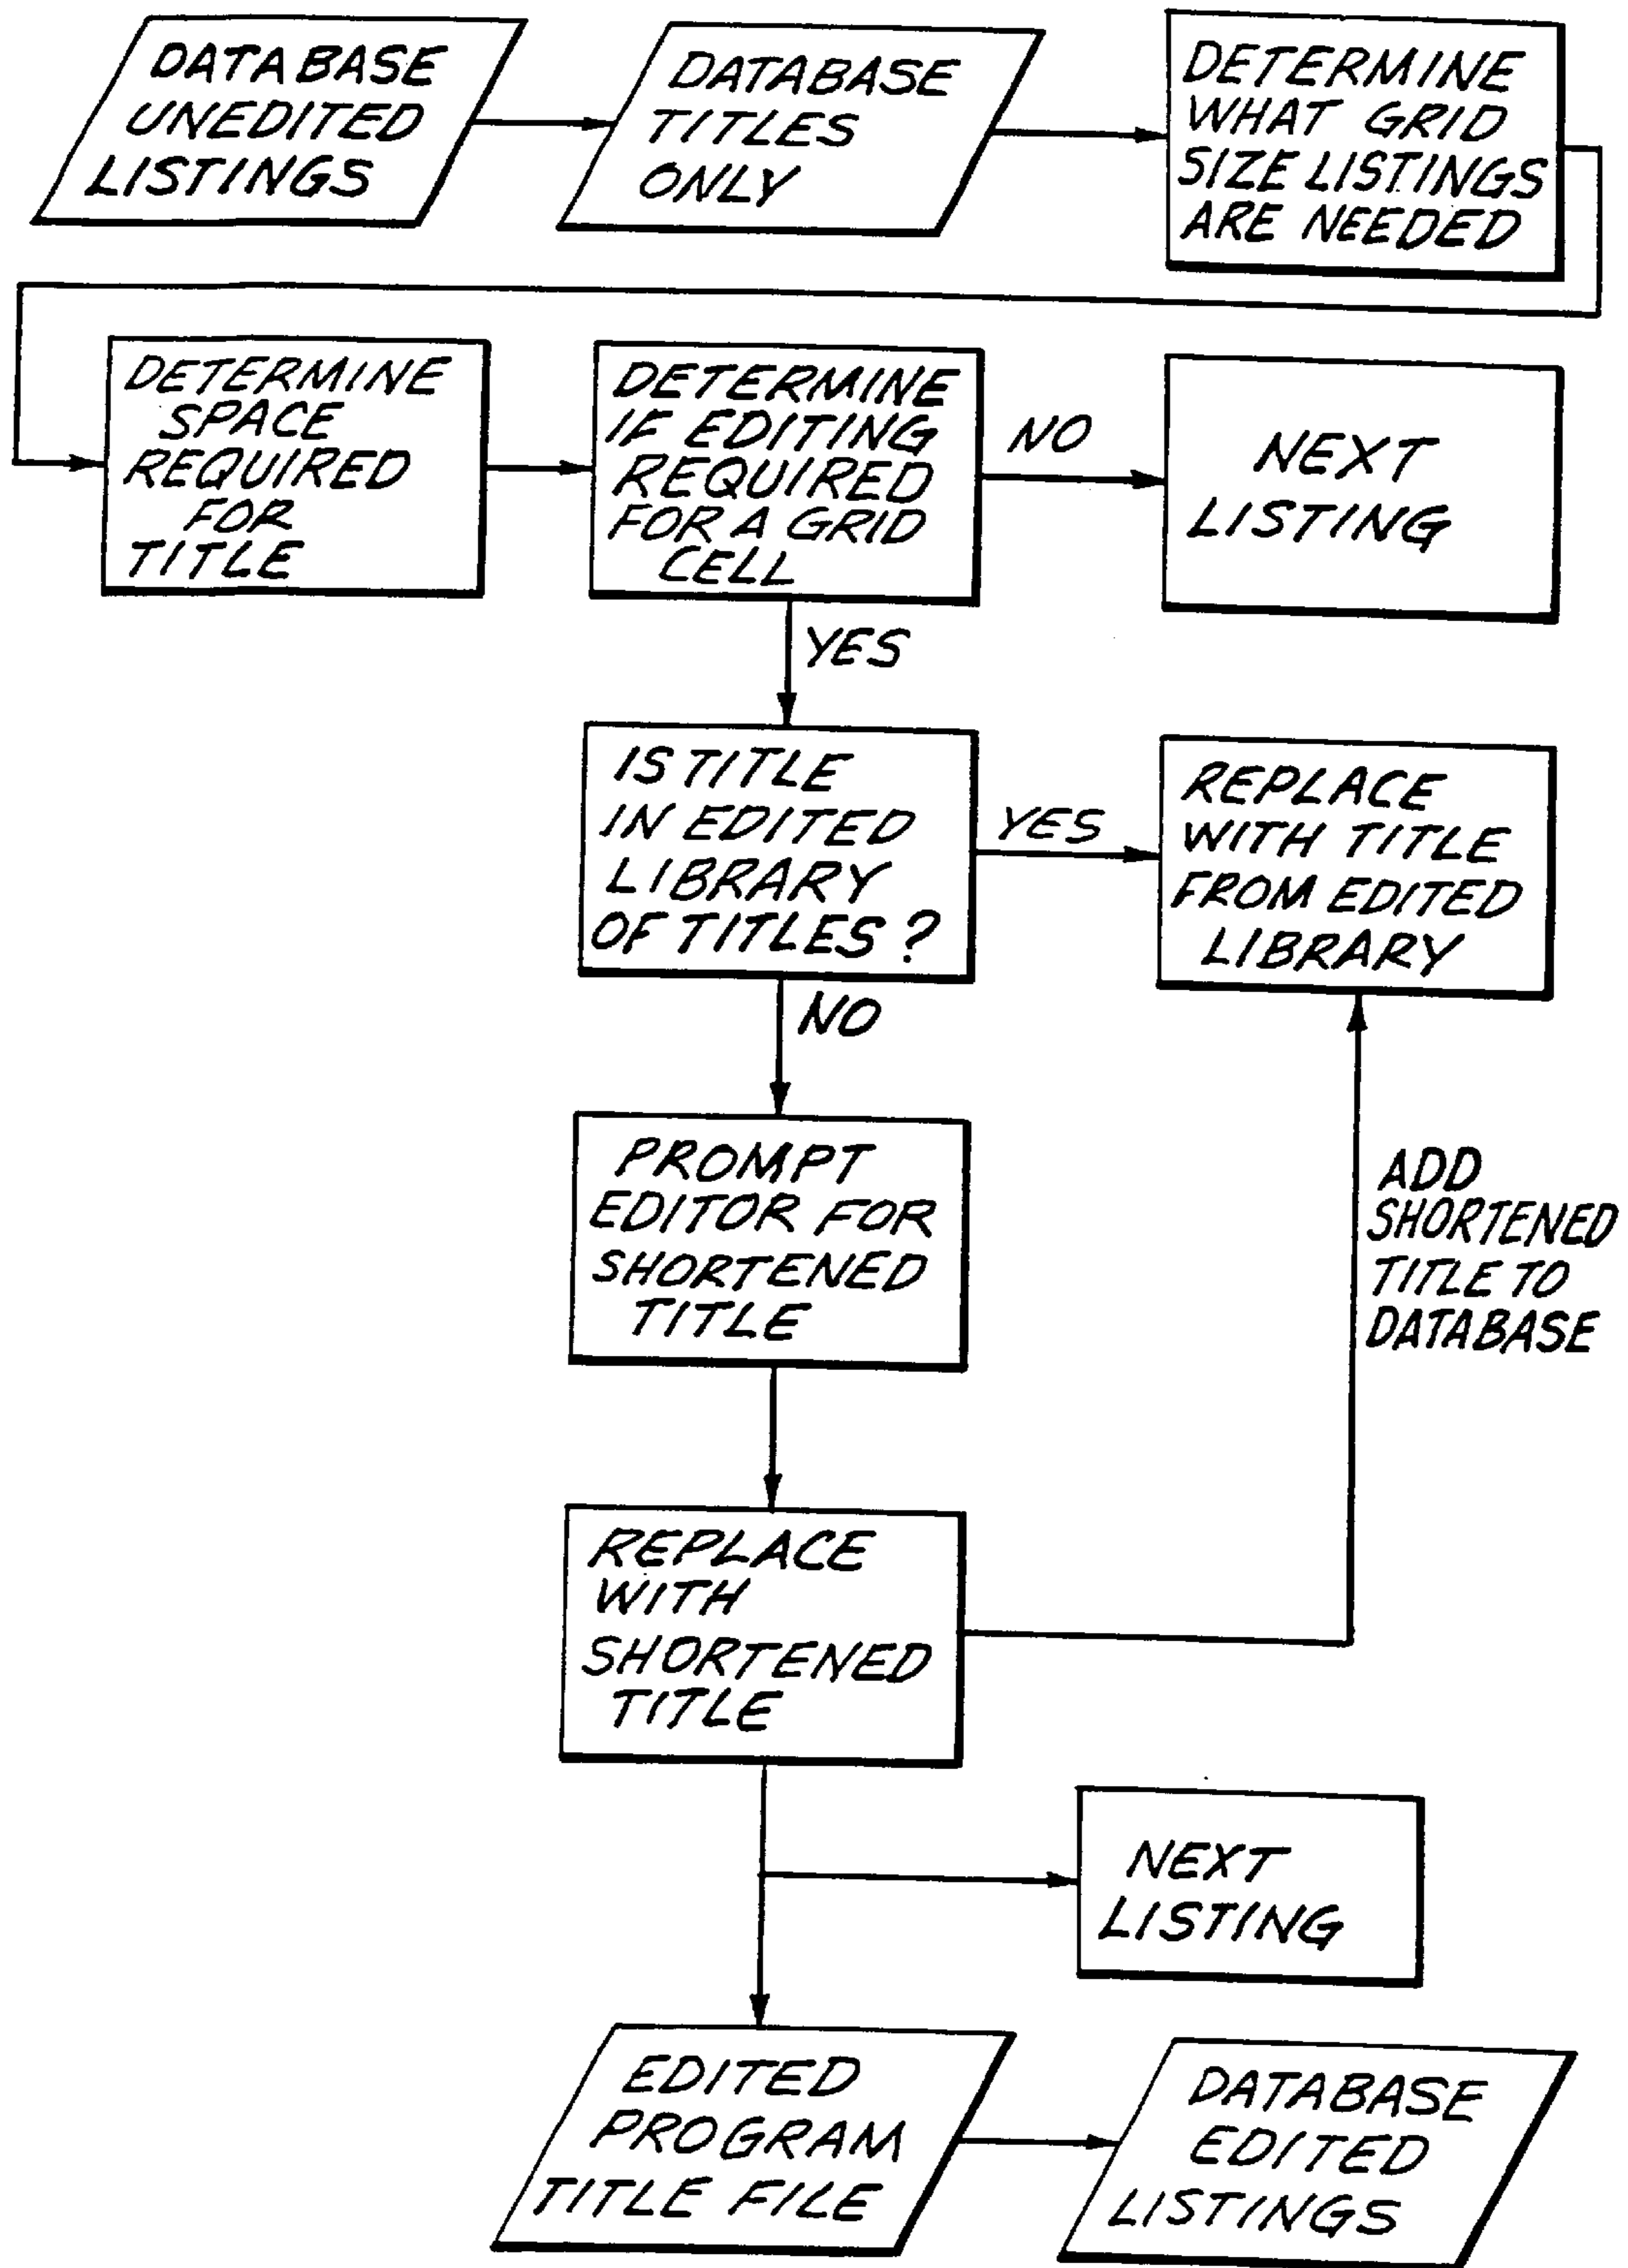 DATABASE
UNEDITED
LISTINGS
DATABASE
TITLES
ONLY
DETERMINE
WHAT GRID
SIZE LISTINGS
ARE NEEDED
DETERMINE
SPACE
REQUIRED
FOR
TITLE
DETERMINE
IF EDITING
REQUIRED
FOR A GRID
CELL
NO
NEXT
LISTING
YES
IS TITLE
IN EDITED
LIBRARY
OF TITLES?
YES
REPLACE
WITH TITLE
FROM EDITED
LIBRARY
NO
PROMPT
EDITOR FOR
SHORTENED
TITLE
ADD
SHORTENED
TITLE TO
DATABASE
REPLACE
WITH
SHORTENED
TITLE
NEXT
LISTING
EDITED
PROGRAM
TITLE FILE
DATABASE
EDITED
LISTINGS